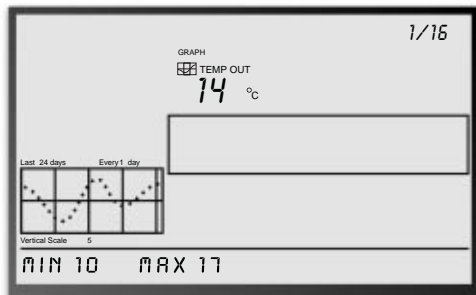 1/16
GRAPH
TEMP OUT
14 °C
Last 24 days Every 1 day
Vertical Scale 5
MIN 10 MAX 17